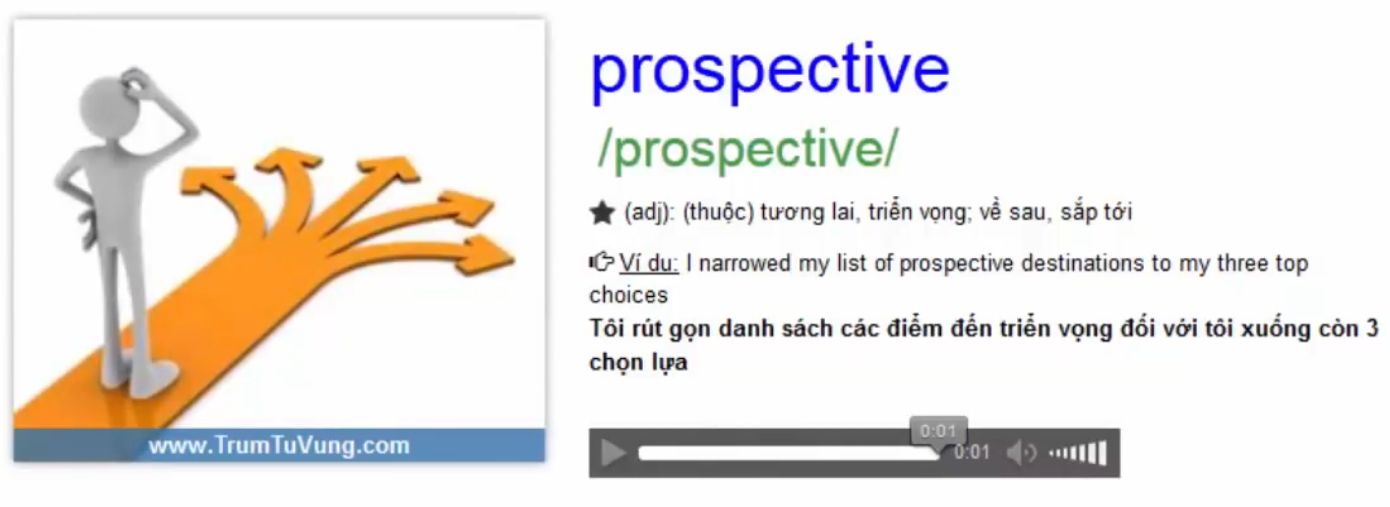 prospective
/prospective/
(adj): (thuộc) tương lai, triển vọng; về sau, sắp tới
Ví dụ: I narrowed my list of prospective destinations to my three top
choices
Tôi rút gọn danh sách các điểm đến triển vọng đối với tôi xuống còn 3
chọn lựa
www.TrumTuVung.com
0:01
0:01